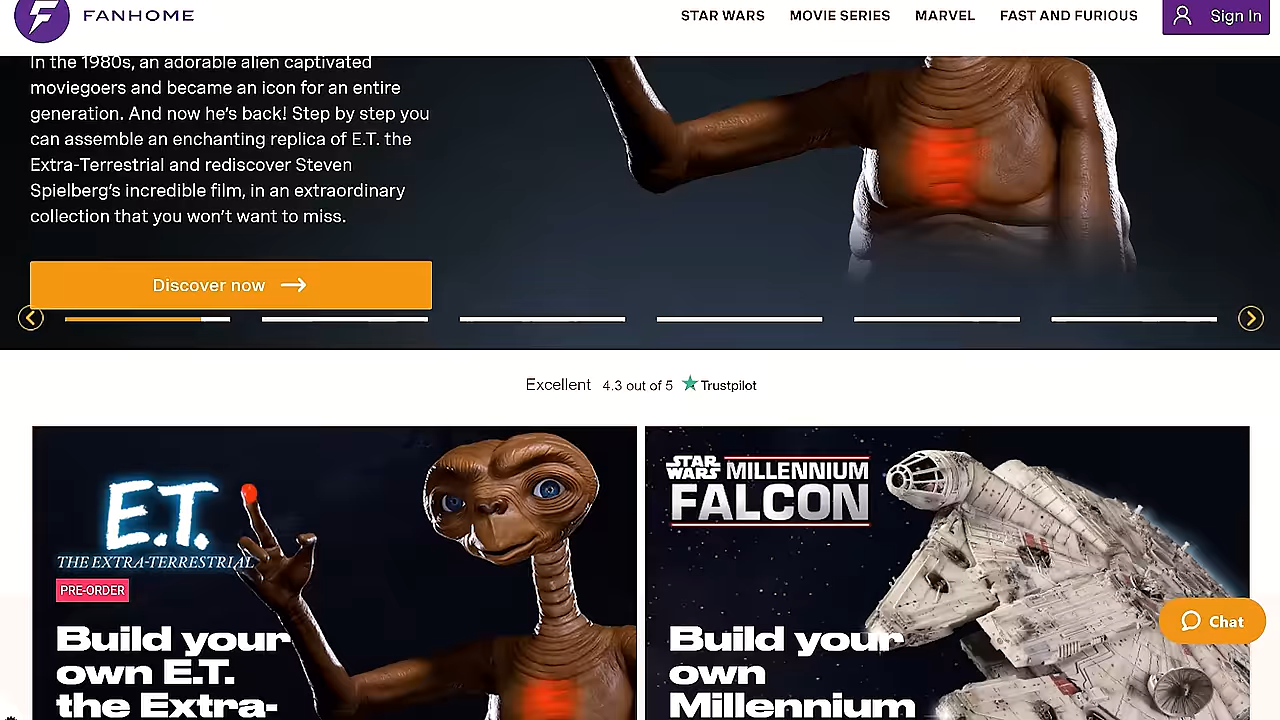 FANHOME
STAR WARS
MOVIE SERIES
MARVEL
FAST AND FURIOUS
Sign In
In the 1980s, an adorable alien captivated
moviegoers and became an icon for an entire
generation. And now he's back! Step by step you
can assemble an enchanting replica of E.T. the
Extra-Terrestrial and rediscover Steven
Spielberg's incredible film, in an extraordinary
collection that you won't want to miss.
Discover now
Excellent 4.3 out of 5 Trustpilot
E.T.
THE EXTRA-TERRESTRIAL
PRE-ORDER
Build your
own E.T.
the Extra-
STAR WARS MILLENNIUM
FALCON
Build your
own
Millennium
Chat